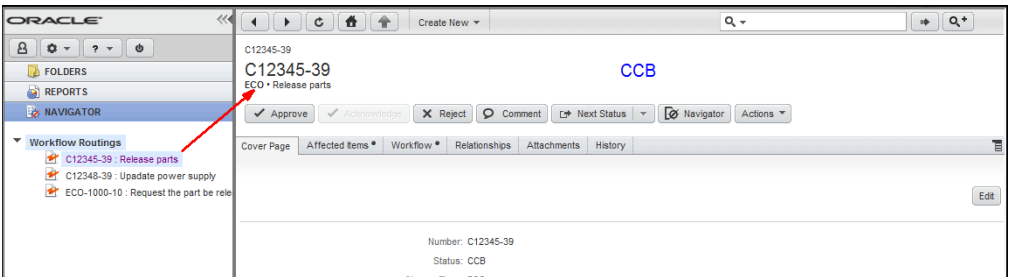 ORACLE
Create New
C12345-39
C12345-39
CCB
ECO • Release parts
FOLDERS
REPORTS
NAVIGATOR
Approve
Acknowledge
Reject
Comment
Next Status
Navigator
Actions
Workflow Routings
C12345-39 : Release parts
C12348-39 : Upadate power supply
ECO-1000-10 : Request the part be rele
Cover Page
Affected Items
Workflow
Relationships
Attachments
History
Edit
Number: C12345-39
Status: CCB